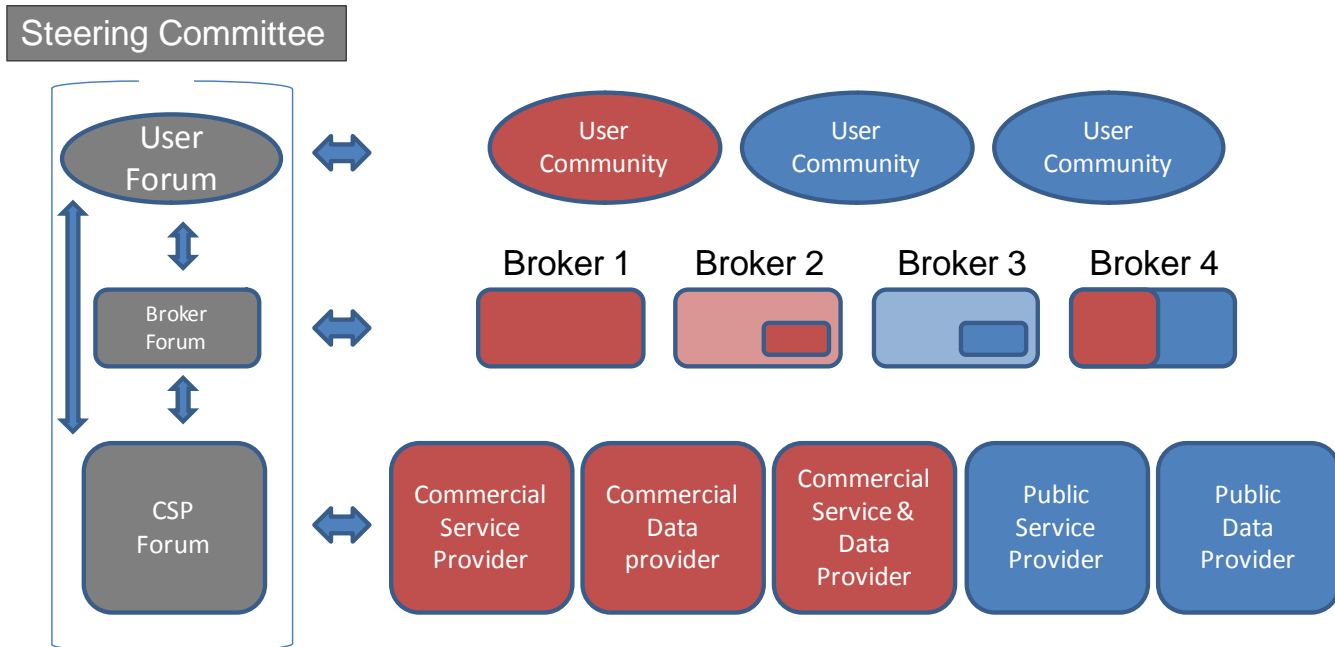 Steering Committee
User
Forum
User
Community
User
Community
User
Community
Broker 1
Broker 2
Broker 3
Broker 4
Broker
Forum
CSP
Forum
Commercial
Service
Provider
Commercial
Data
provider
Commercial
Service &
Data
Provider
Public
Service
Provider
Public
Data
Provider